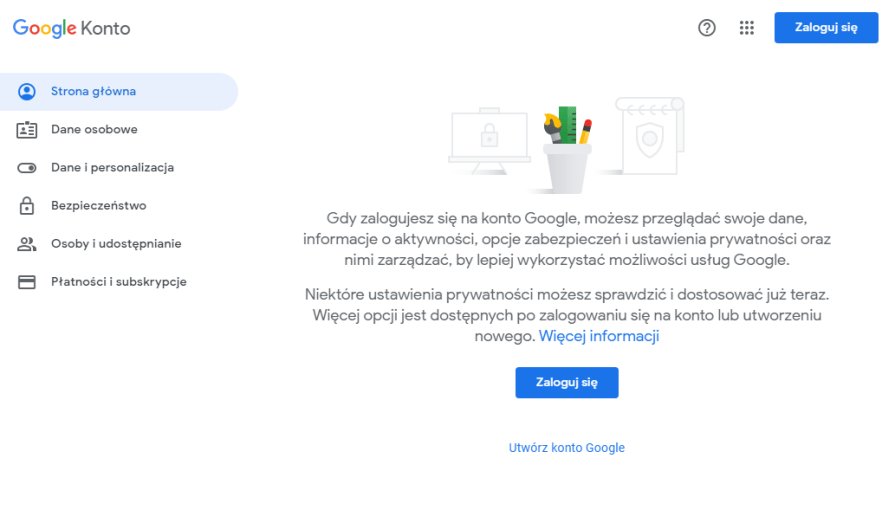 Google Konto
Zaloguj się
Strona główna
Dane osobowe
Dane i personalizacja
Bezpieczeństwo
Osoby i udostępnianie
Płatności i subskrypcje
Gdy zalogujesz się na konto Google, możesz przeglądać swoje dane,
informacje o aktywności, opcje zabezpieczeń i ustawienia prywatności oraz
nimi zarządzać, by lepiej wykorzystać możliwości usług Google.
Niektóre ustawienia prywatności możesz sprawdzić i dostosować już teraz.
Więcej opcji jest dostępnych po zalogowaniu się na konto lub utworzeniu
nowego. Więcej informacji
Zaloguj się
Utwórz konto Google